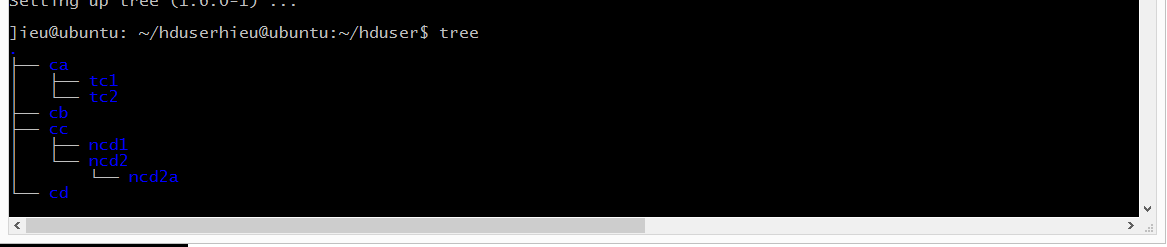 Setting up tree (1.6.0-1) ...
]ieu@ubuntu: ~/hduserhieu@ubuntu:~/hduser$ tree
.
├── ca
│   ├── tc1
│   └── tc2
├── cb
├── cc
│   ├── ncd1
│   └── ncd2
│       └── ncd2a
└── cd